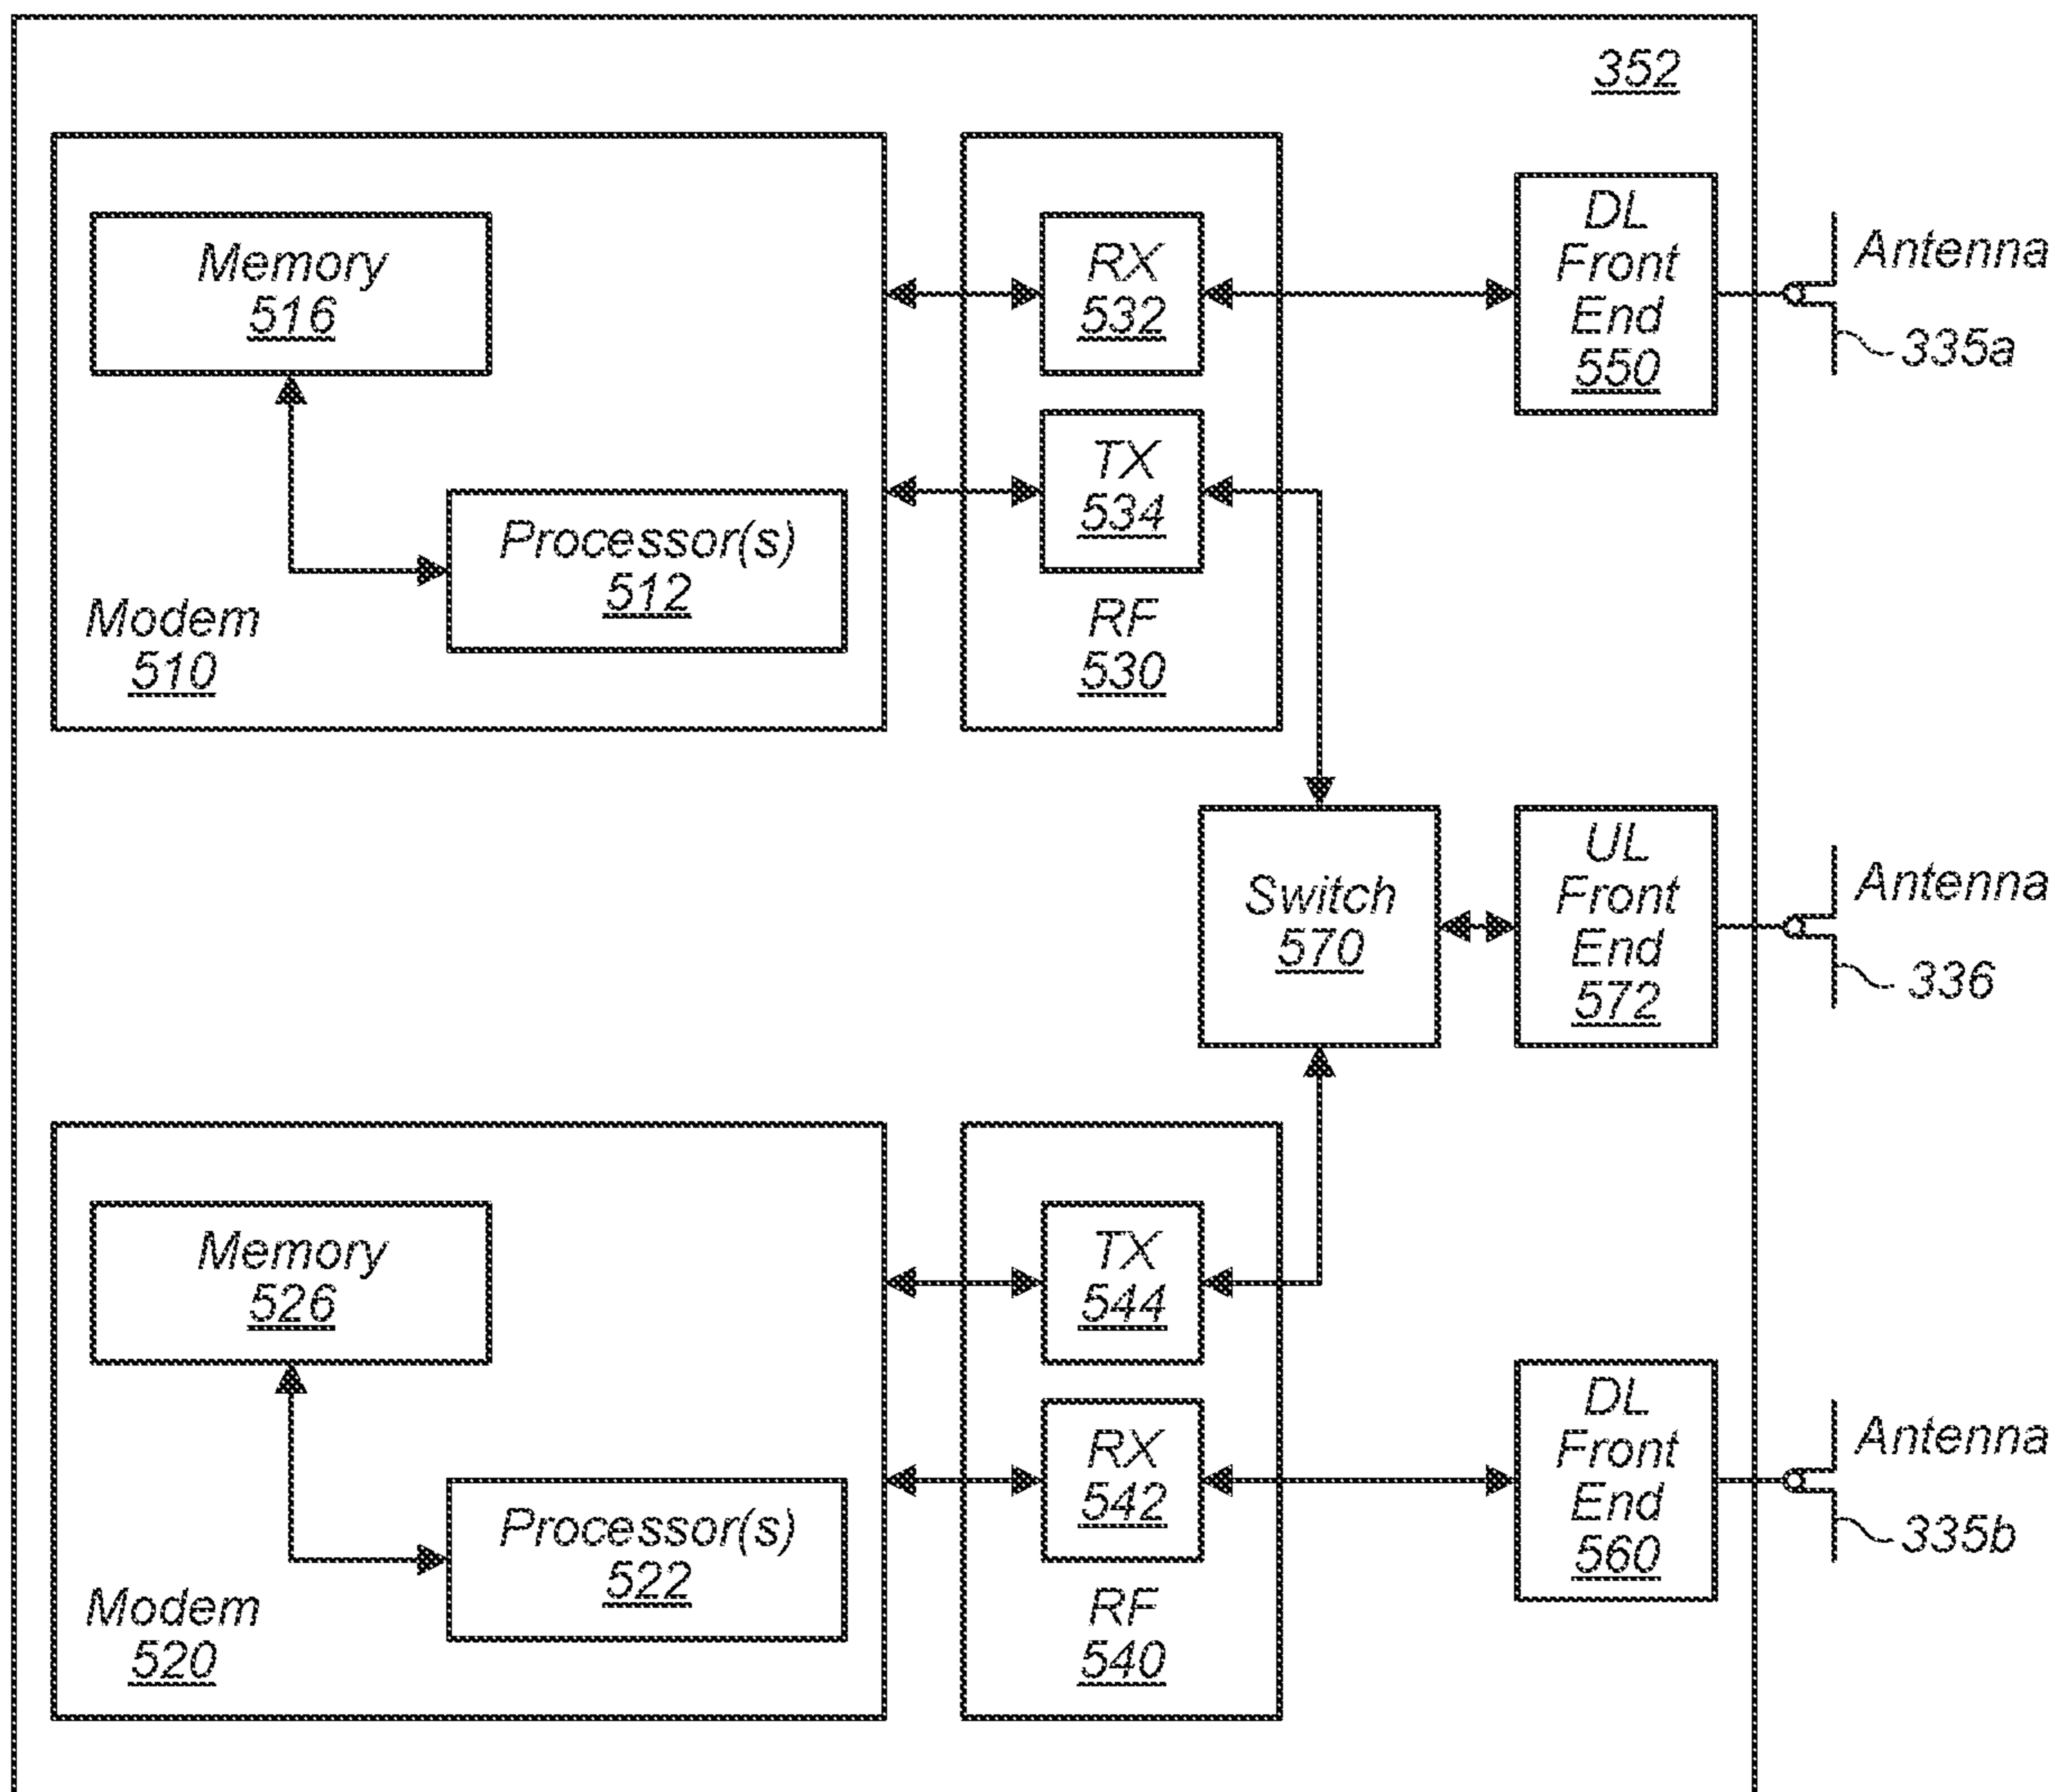 352
Memory
516
Processor(s)
512
Modem
510
RX
532
TX
534
RF
530
DL
Front
End
550
Antenna
335a
Switch
570
UL
Front
End
572
Antenna
336
Memory
526
Processor(s)
522
Modem
520
TX
544
RX
542
RF
540
DL
Front
End
560
Antenna
335b